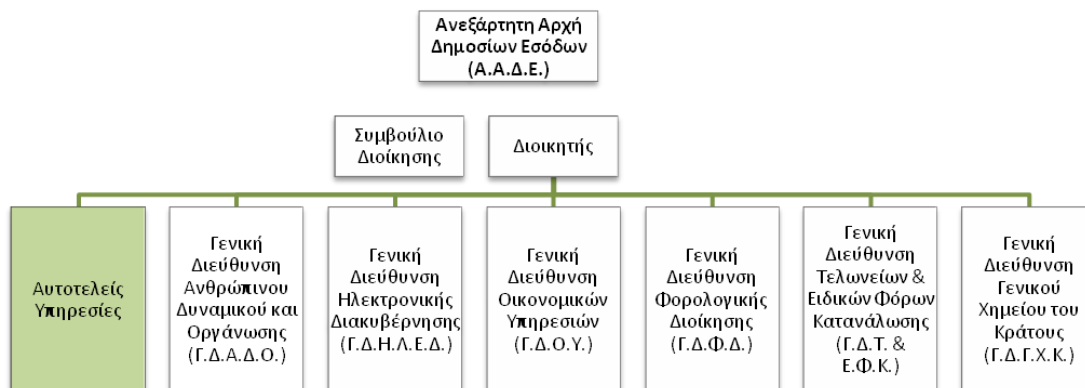 Ανεξάρτητη Αρχή
Δημοσίων Εσόδων
(Α.Α.Δ.Ε.)
Συμβούλιο
Διοίκησης
Διοικητής
Αυτοτελείς
Υπηρεσίες
Γενική
Διεύθυνση
Ανθρώπινου
Δυναμικού και
Οργάνωσης
(Γ.Δ.Α.Δ.Ο.)
Γενική
Διεύθυνση
Ηλεκτρονικής
Διακυβέρνησης
(Γ.Δ.Η.Λ.Ε.Δ.)
Γενική
Διεύθυνση
Οικονομικών
Υπηρεσιών
(Γ.Δ.Ο.Υ.)
Γενική
Διεύθυνση
Φορολογικής
Διοίκησης
(Γ.Δ.Φ.Δ.)
Γενική
Διεύθυνση
Τελωνείων &
Ειδικών Φόρων
Κατανάλωσης
(Γ.Δ.Τ. &
Ε.Φ.Κ.)
Γενική
Διεύθυνση
Γενικού
Χημείου του
Κράτους
(Γ.Δ.Γ.Χ.Κ.)